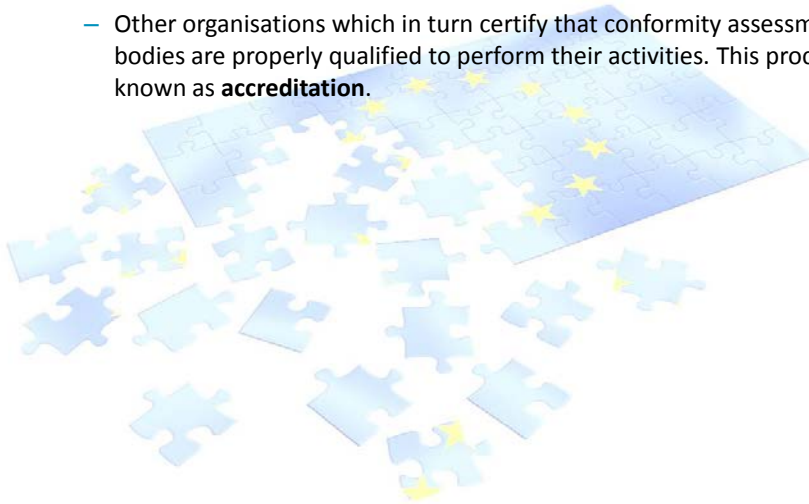 – Other organisations which in turn certify that conformity assessm
bodies are properly qualified to perform their activities. This proc
known as accreditation.